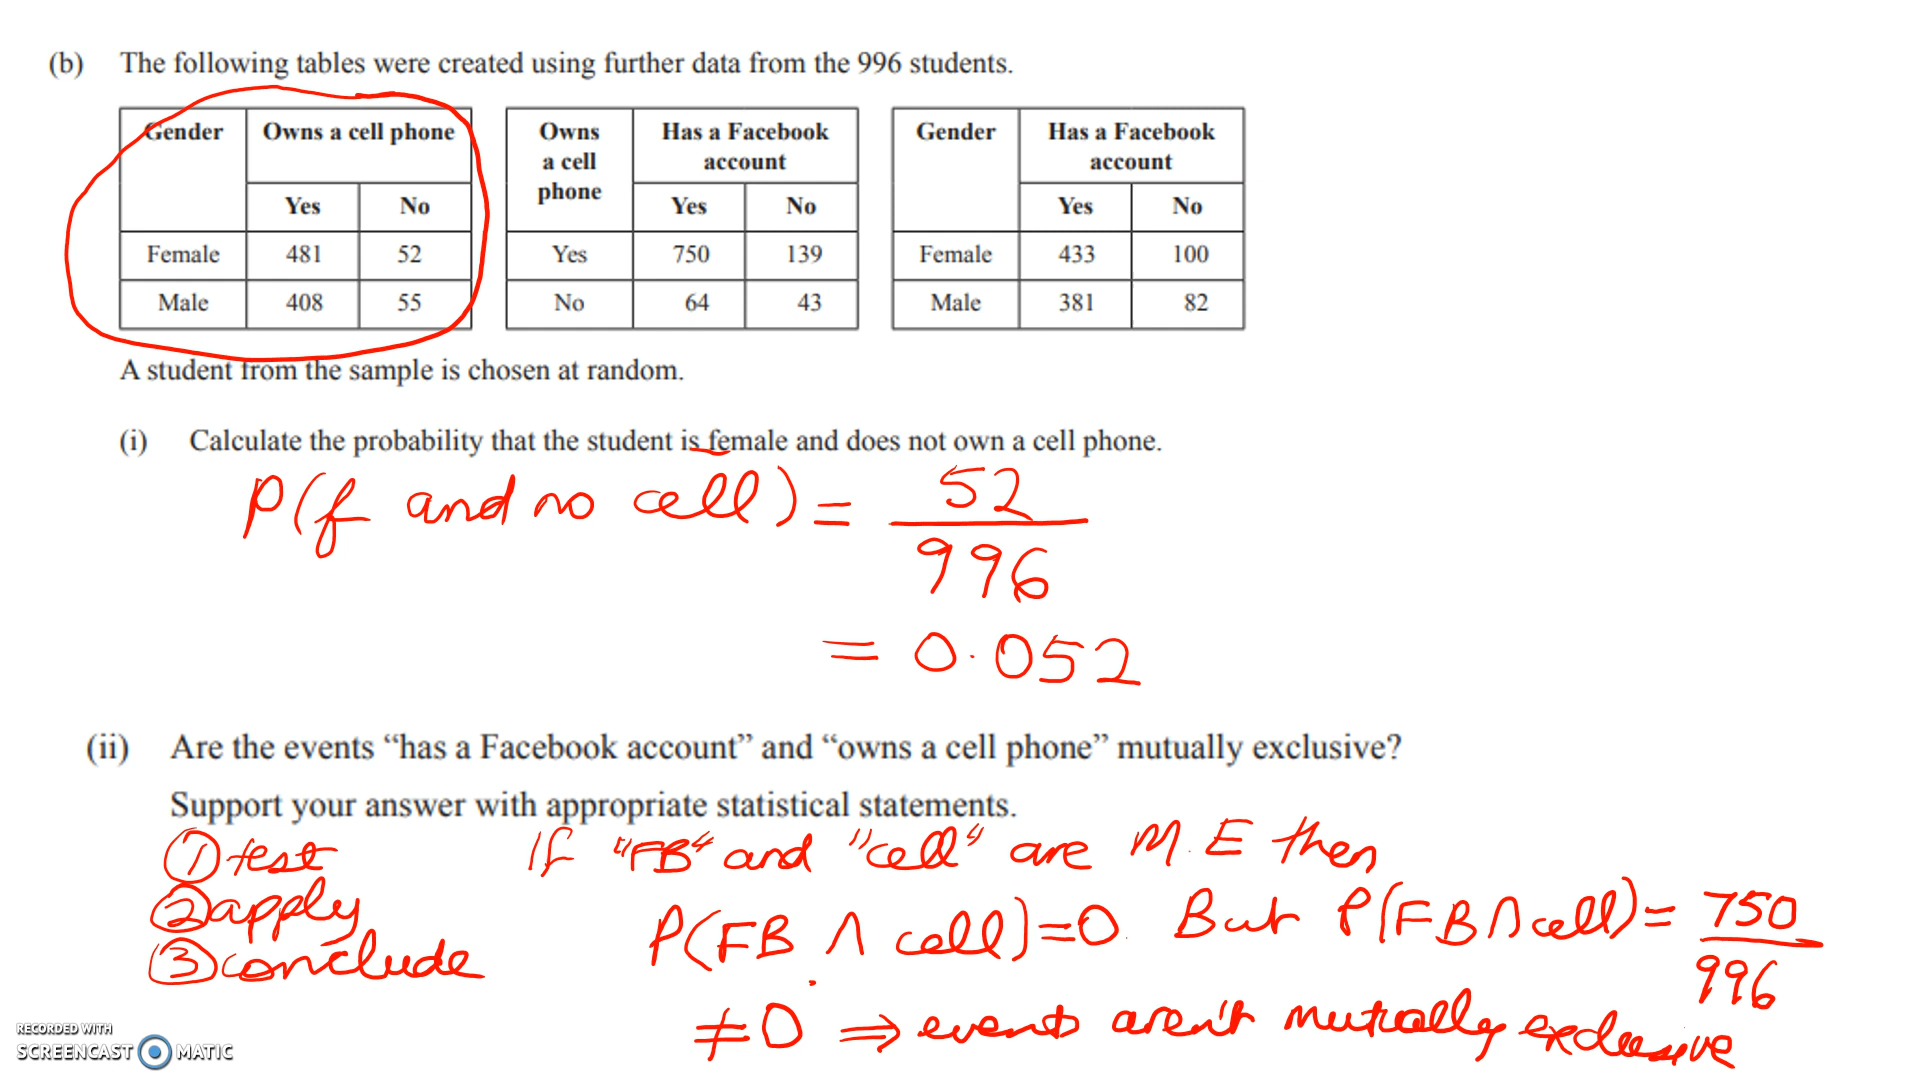 (b) The following tables were created using further data from the 996 students.
Gender Owns a cell phone
Yes No
Female 481 52
Male 408 55
Owns a cell phone Has a Facebook account
Yes No
Yes 750 139
No 64 43
Gender Has a Facebook account
Yes No
Female 433 100
Male 381 82
A student from the sample is chosen at random.
(i) Calculate the probability that the student is female and does not own a cell phone.
P(f and no cell) = 52
996
= 0.052
(ii) Are the events “has a Facebook account” and “owns a cell phone” mutually exclusive?
Support your answer with appropriate statistical statements.
① test
② apply
③ conclude
If "FB" and "cell" are M.E then
P(FB ∩ cell)=0. But P(FB∩cell)= 750
996
≠0 ⇒ events aren't mutually exclusive
RECORDED WITH
SCREENCAST MATIC